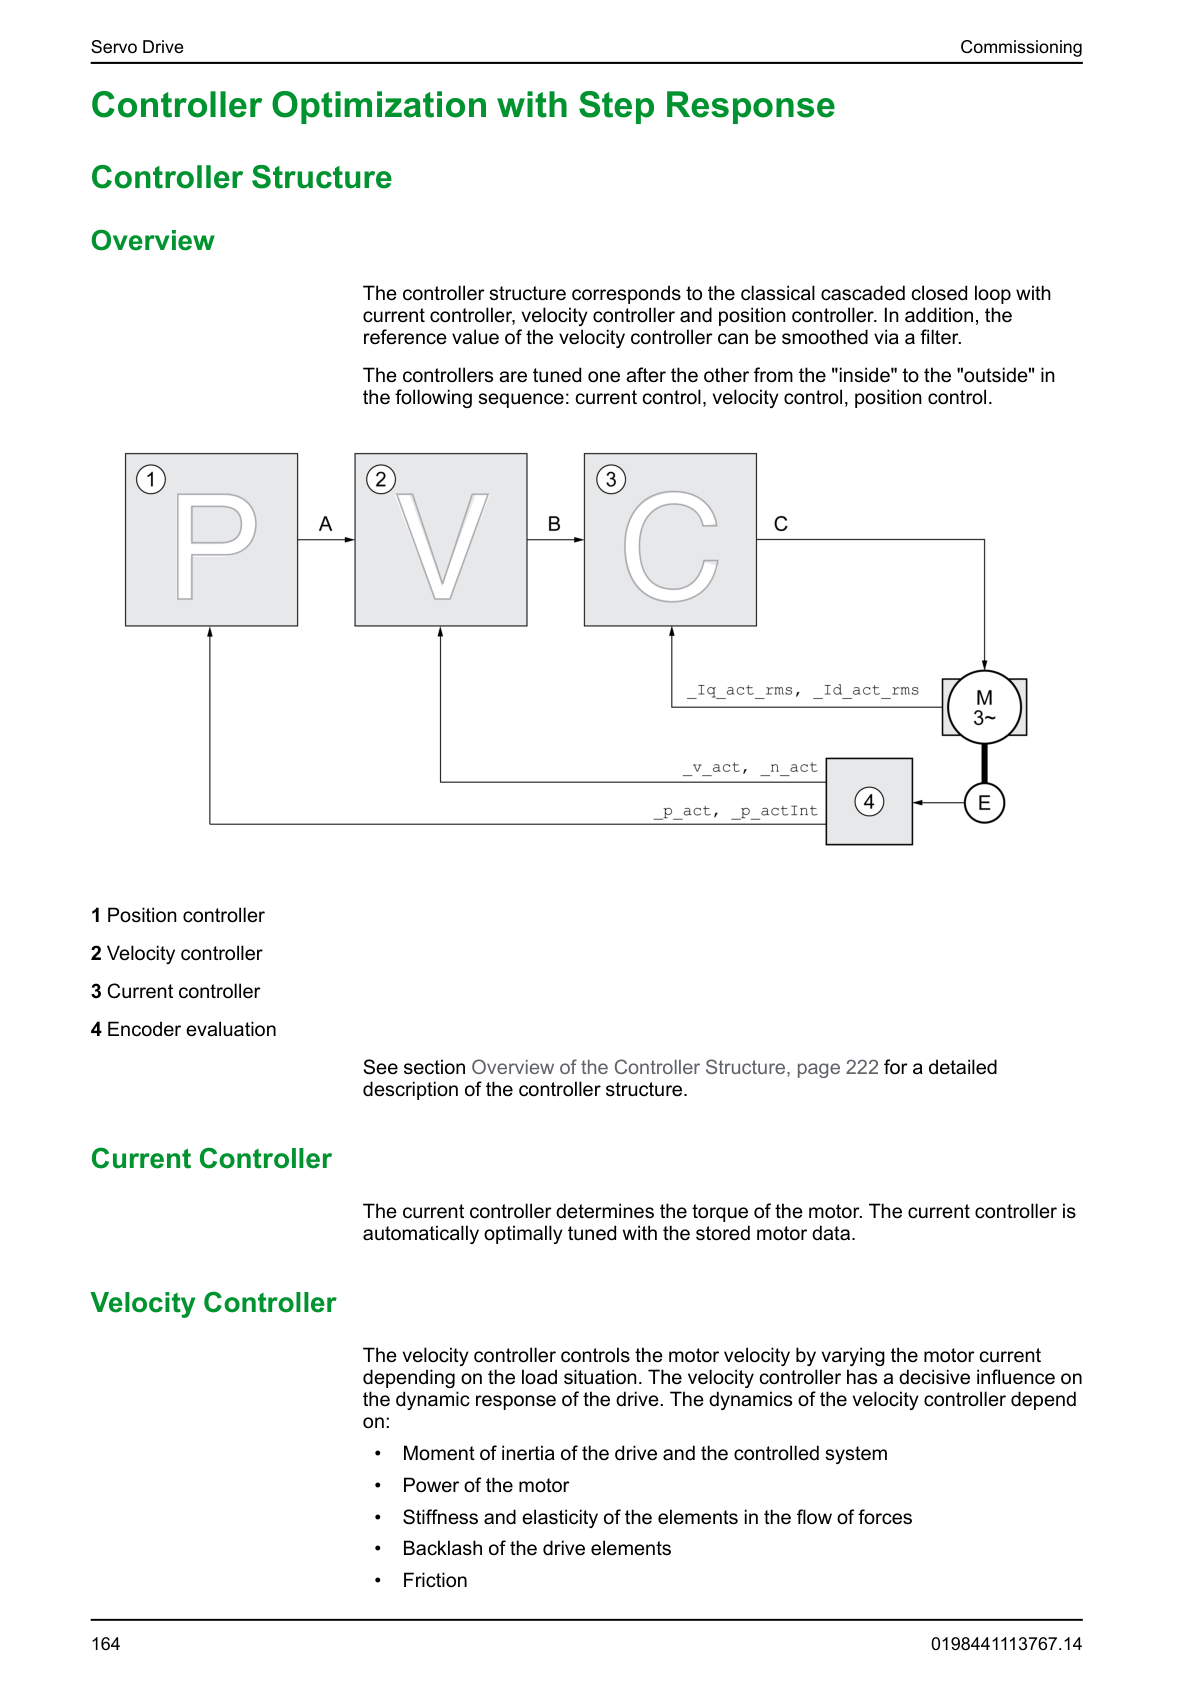 Servo Drive
Commissioning
Controller Optimization with Step Response
Controller Structure
Overview
The controller structure corresponds to the classical cascaded closed loop with
current controller, velocity controller and position controller. In addition, the
reference value of the velocity controller can be smoothed via a filter.
The controllers are tuned one after the other from the "inside" to the "outside" in
the following sequence: current control, velocity control, position control.
1
P
A
2
V
B
3
C
C
_Iq_act_rms, _Id_act_rms
M
3~
_v_act, _n_act
_p_act, _p_actInt
4
E
1 Position controller
2 Velocity controller
3 Current controller
4 Encoder evaluation
See section Overview of the Controller Structure, page 222 for a detailed
description of the controller structure.
Current Controller
The current controller determines the torque of the motor. The current controller is
automatically optimally tuned with the stored motor data.
Velocity Controller
The velocity controller controls the motor velocity by varying the motor current
depending on the load situation. The velocity controller has a decisive influence on
the dynamic response of the drive. The dynamics of the velocity controller depend
on:
• Moment of inertia of the drive and the controlled system
• Power of the motor
• Stiffness and elasticity of the elements in the flow of forces
• Backlash of the drive elements
• Friction
164
0198441113767.14